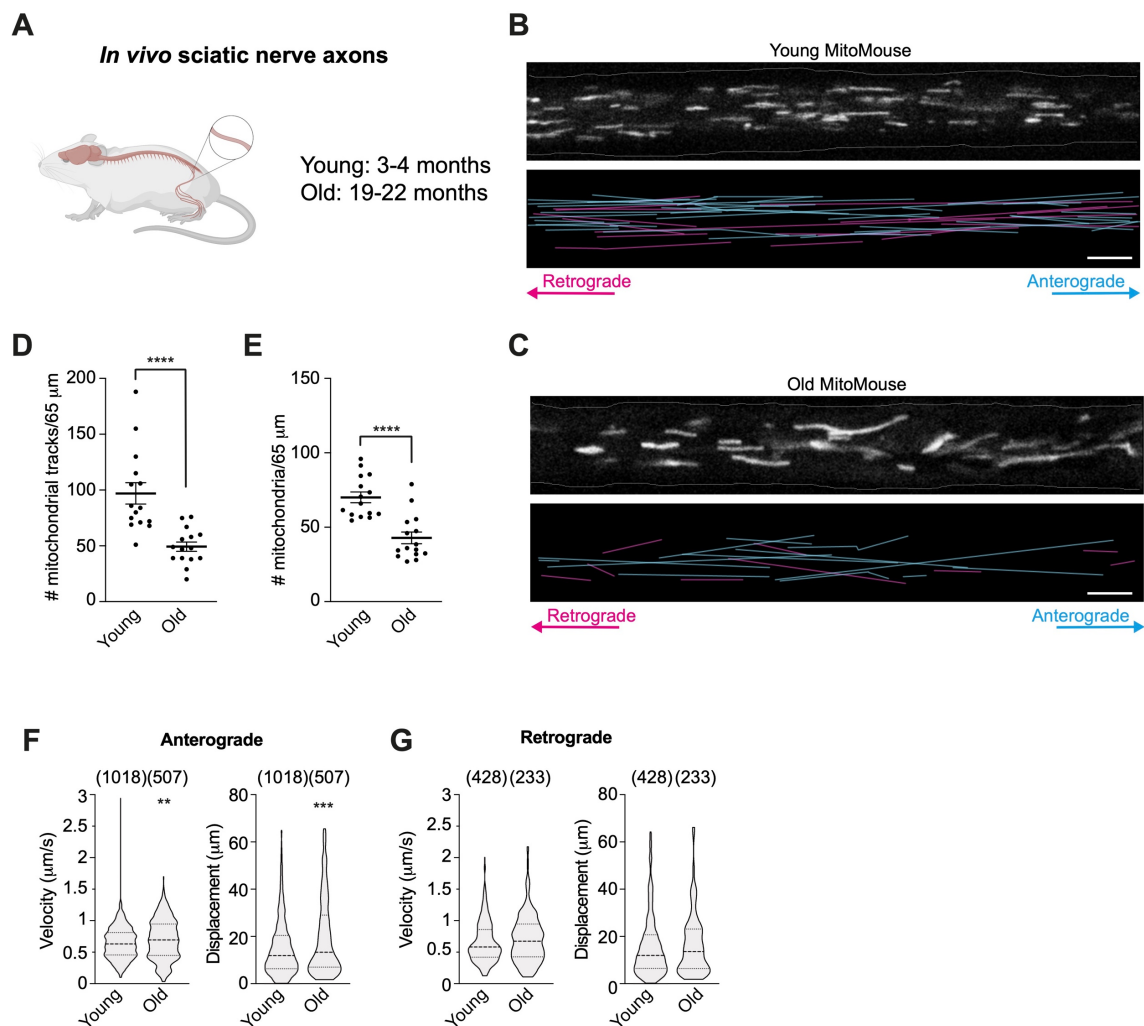 A
In vivo sciatic nerve axons
Young: 3-4 months
Old: 19-22 months
B
Young MitoMouse
Retrograde
Anterograde
C
Old MitoMouse
Retrograde
Anterograde
D
****
# mitochondrial tracks/65 μm
200
150
100
50
0
Young
Old
E
****
# mitochondria/65 μm
150
100
50
0
Young
Old
F
Anterograde
(1018)(507)
**
Velocity (μm/s)
3
2.5
2
1.5
1
0.5
0
Young
Old
(1018)(507)
***
Displacement (μm)
80
60
40
20
0
Young
Old
G
Retrograde
(428) (233)
Velocity (μm/s)
3
2.5
2
1.5
1
0.5
0
Young
Old
(428) (233)
Displacement (μm)
80
60
40
20
0
Young
Old